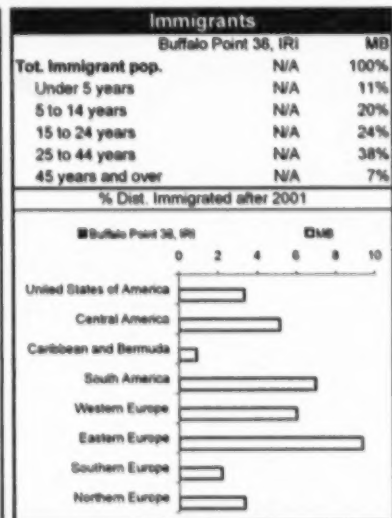 Immigrants
Buffalo Point 36, IRI MB
Tot. Immigrant pop. N/A 100%
Under 5 years N/A 11%
5 to 14 years N/A 20%
15 to 24 years N/A 24%
25 to 44 years N/A 38%
45 years and over N/A 7%
% Dist. Immigrated after 2001
Buffalo Point 36, IRI MB
0 2 4 6 8 10
United States of America
Central America
Caribbean and Bermuda
South America
Western Europe
Eastern Europe
Southern Europe
Northern Europe